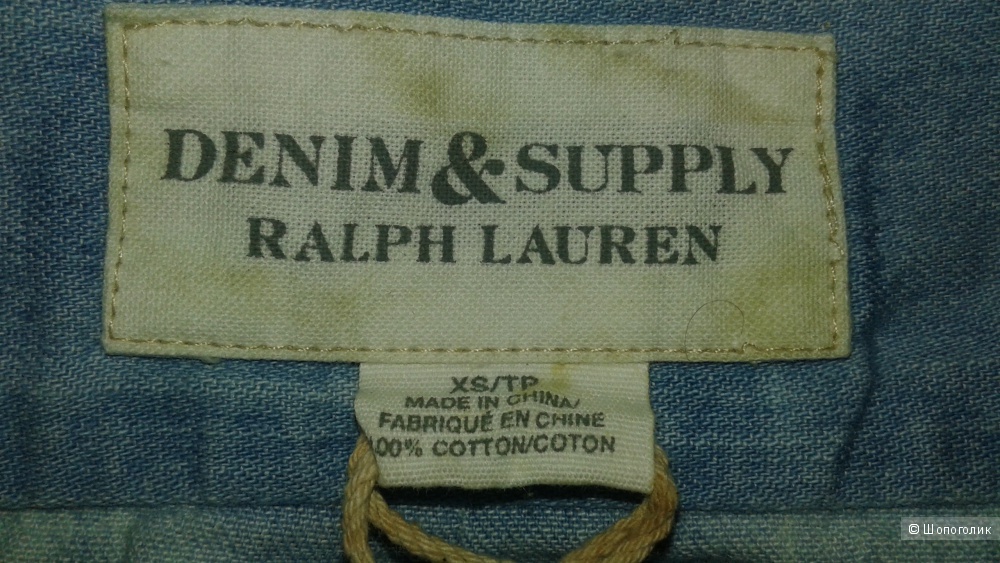 DENIM&SUPPLY
RALPH LAUREN
XS/TP
MADE IN CHINA/
FABRIQUÉ EN CHINE
100% COTTON/COTON
© Шопоголик